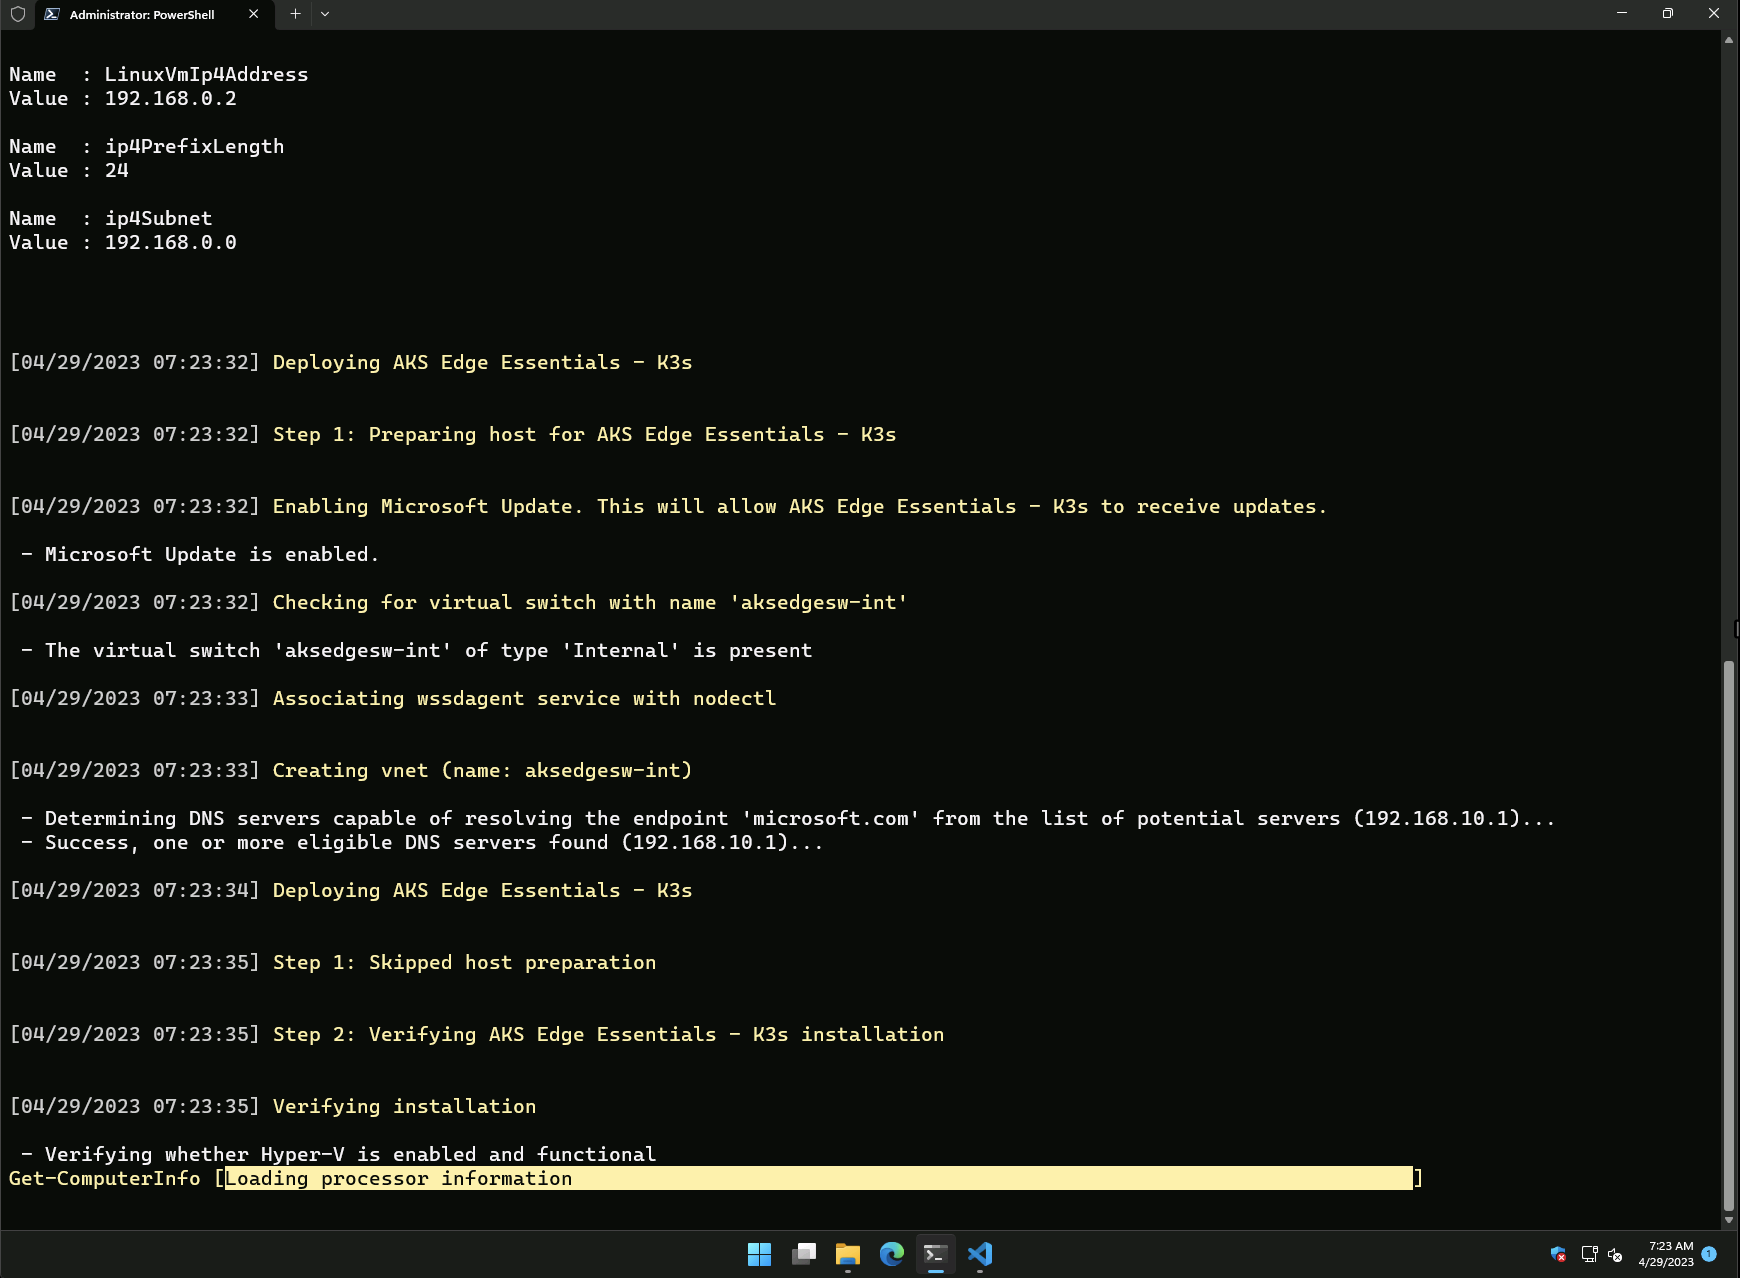 Administrator: PowerShell
Name  : LinuxVmIp4Address
Value : 192.168.0.2
Name  : ip4PrefixLength
Value : 24
Name  : ip4Subnet
Value : 192.168.0.0
[04/29/2023 07:23:32] Deploying AKS Edge Essentials - K3s
[04/29/2023 07:23:32] Step 1: Preparing host for AKS Edge Essentials - K3s
[04/29/2023 07:23:32] Enabling Microsoft Update. This will allow AKS Edge Essentials - K3s to receive updates.
- Microsoft Update is enabled.
[04/29/2023 07:23:32] Checking for virtual switch with name 'aksedgesw-int'
- The virtual switch 'aksedgesw-int' of type 'Internal' is present
[04/29/2023 07:23:33] Associating wssdagent service with nodectl
[04/29/2023 07:23:33] Creating vnet (name: aksedgesw-int)
- Determining DNS servers capable of resolving the endpoint 'microsoft.com' from the list of potential servers (192.168.10.1)...
- Success, one or more eligible DNS servers found (192.168.10.1)...
[04/29/2023 07:23:34] Deploying AKS Edge Essentials - K3s
[04/29/2023 07:23:35] Step 1: Skipped host preparation
[04/29/2023 07:23:35] Step 2: Verifying AKS Edge Essentials - K3s installation
[04/29/2023 07:23:35] Verifying installation
- Verifying whether Hyper-V is enabled and functional
Get-ComputerInfo [Loading processor information ]
7:23 AM
4/29/2023
1